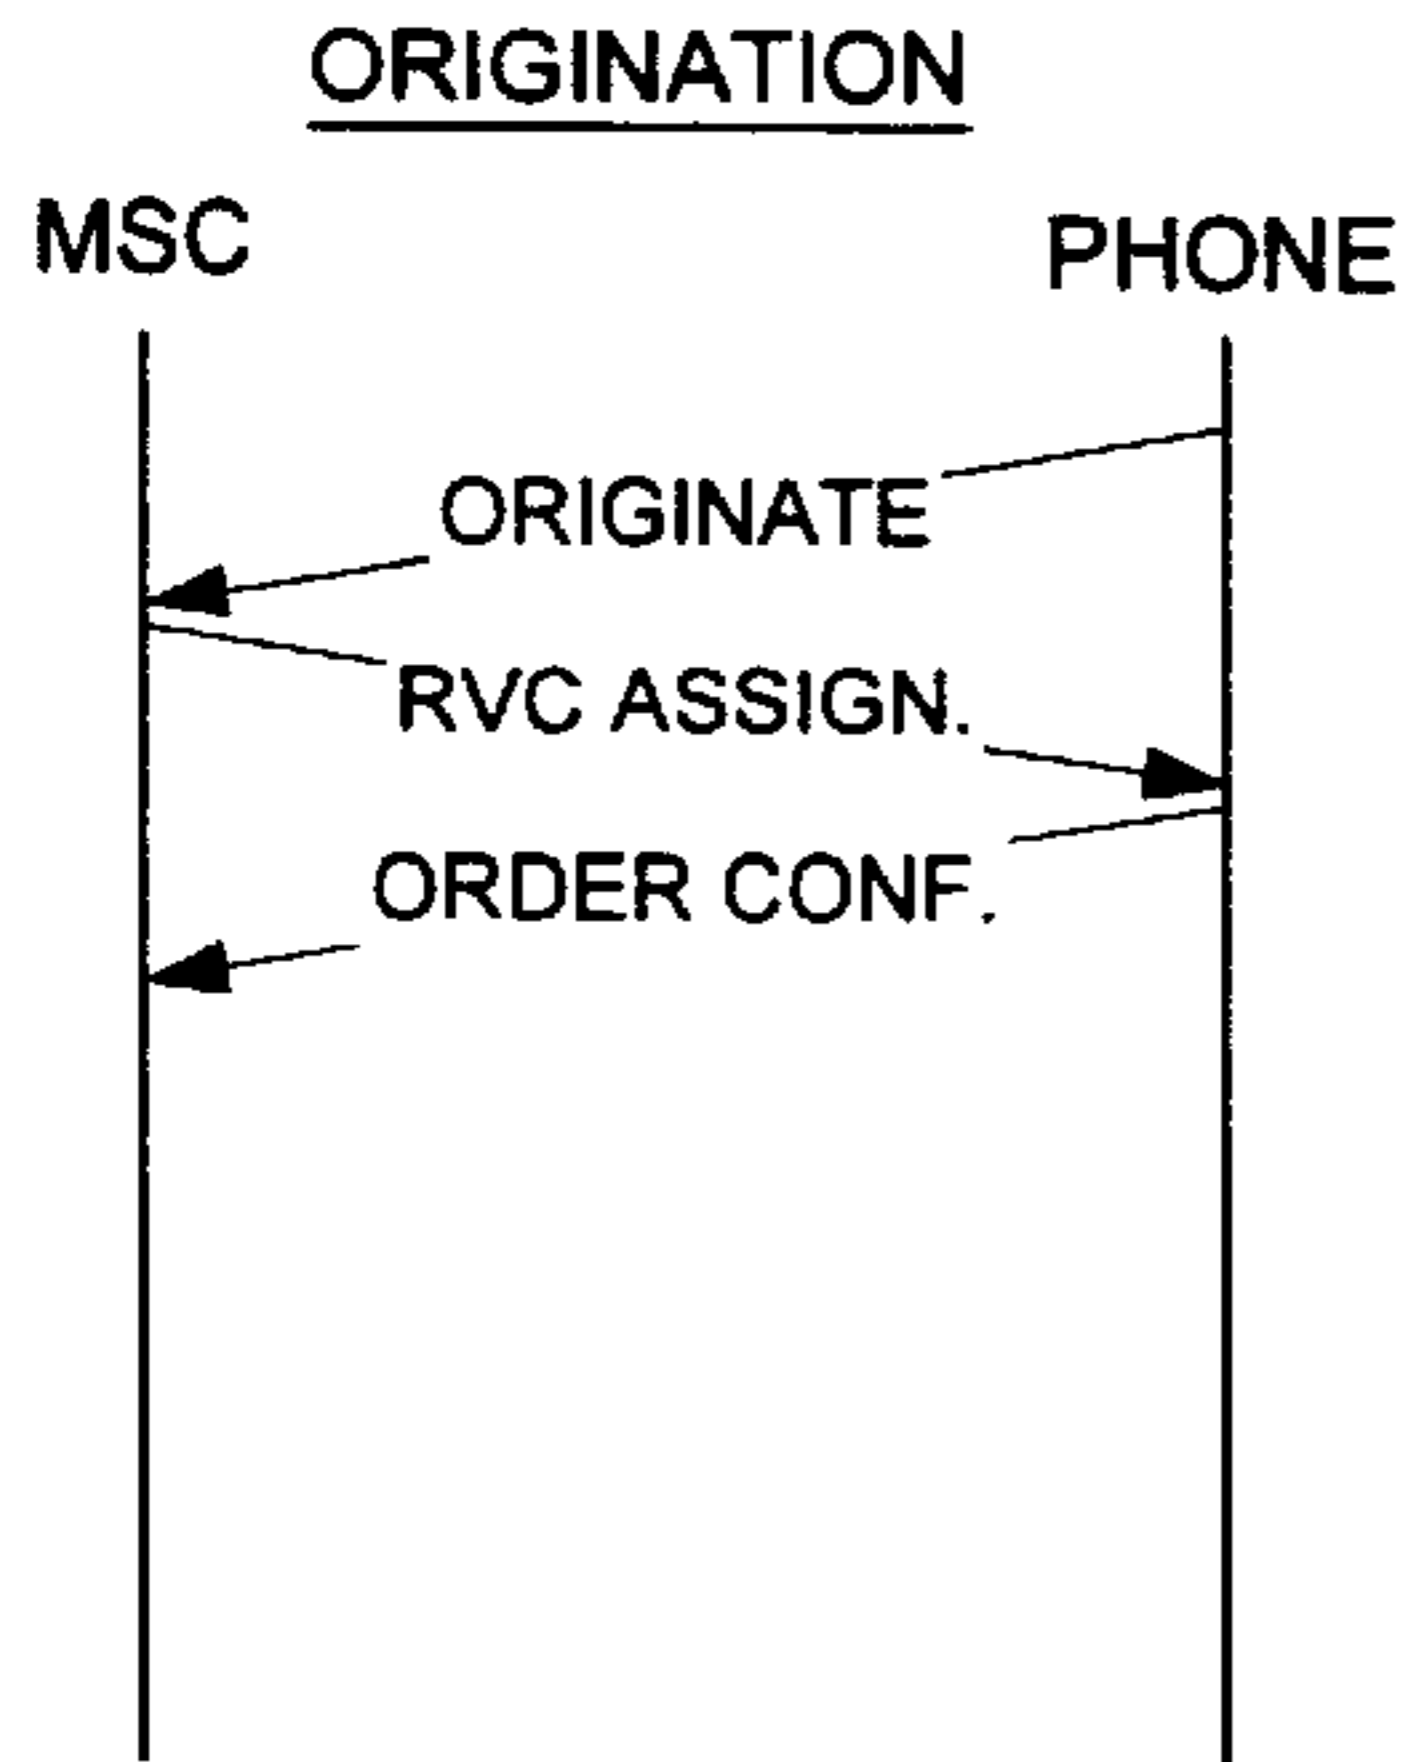 ORIGINATION
MSC
PHONE
ORIGINATE
RVC ASSIGN.
ORDER CONF.